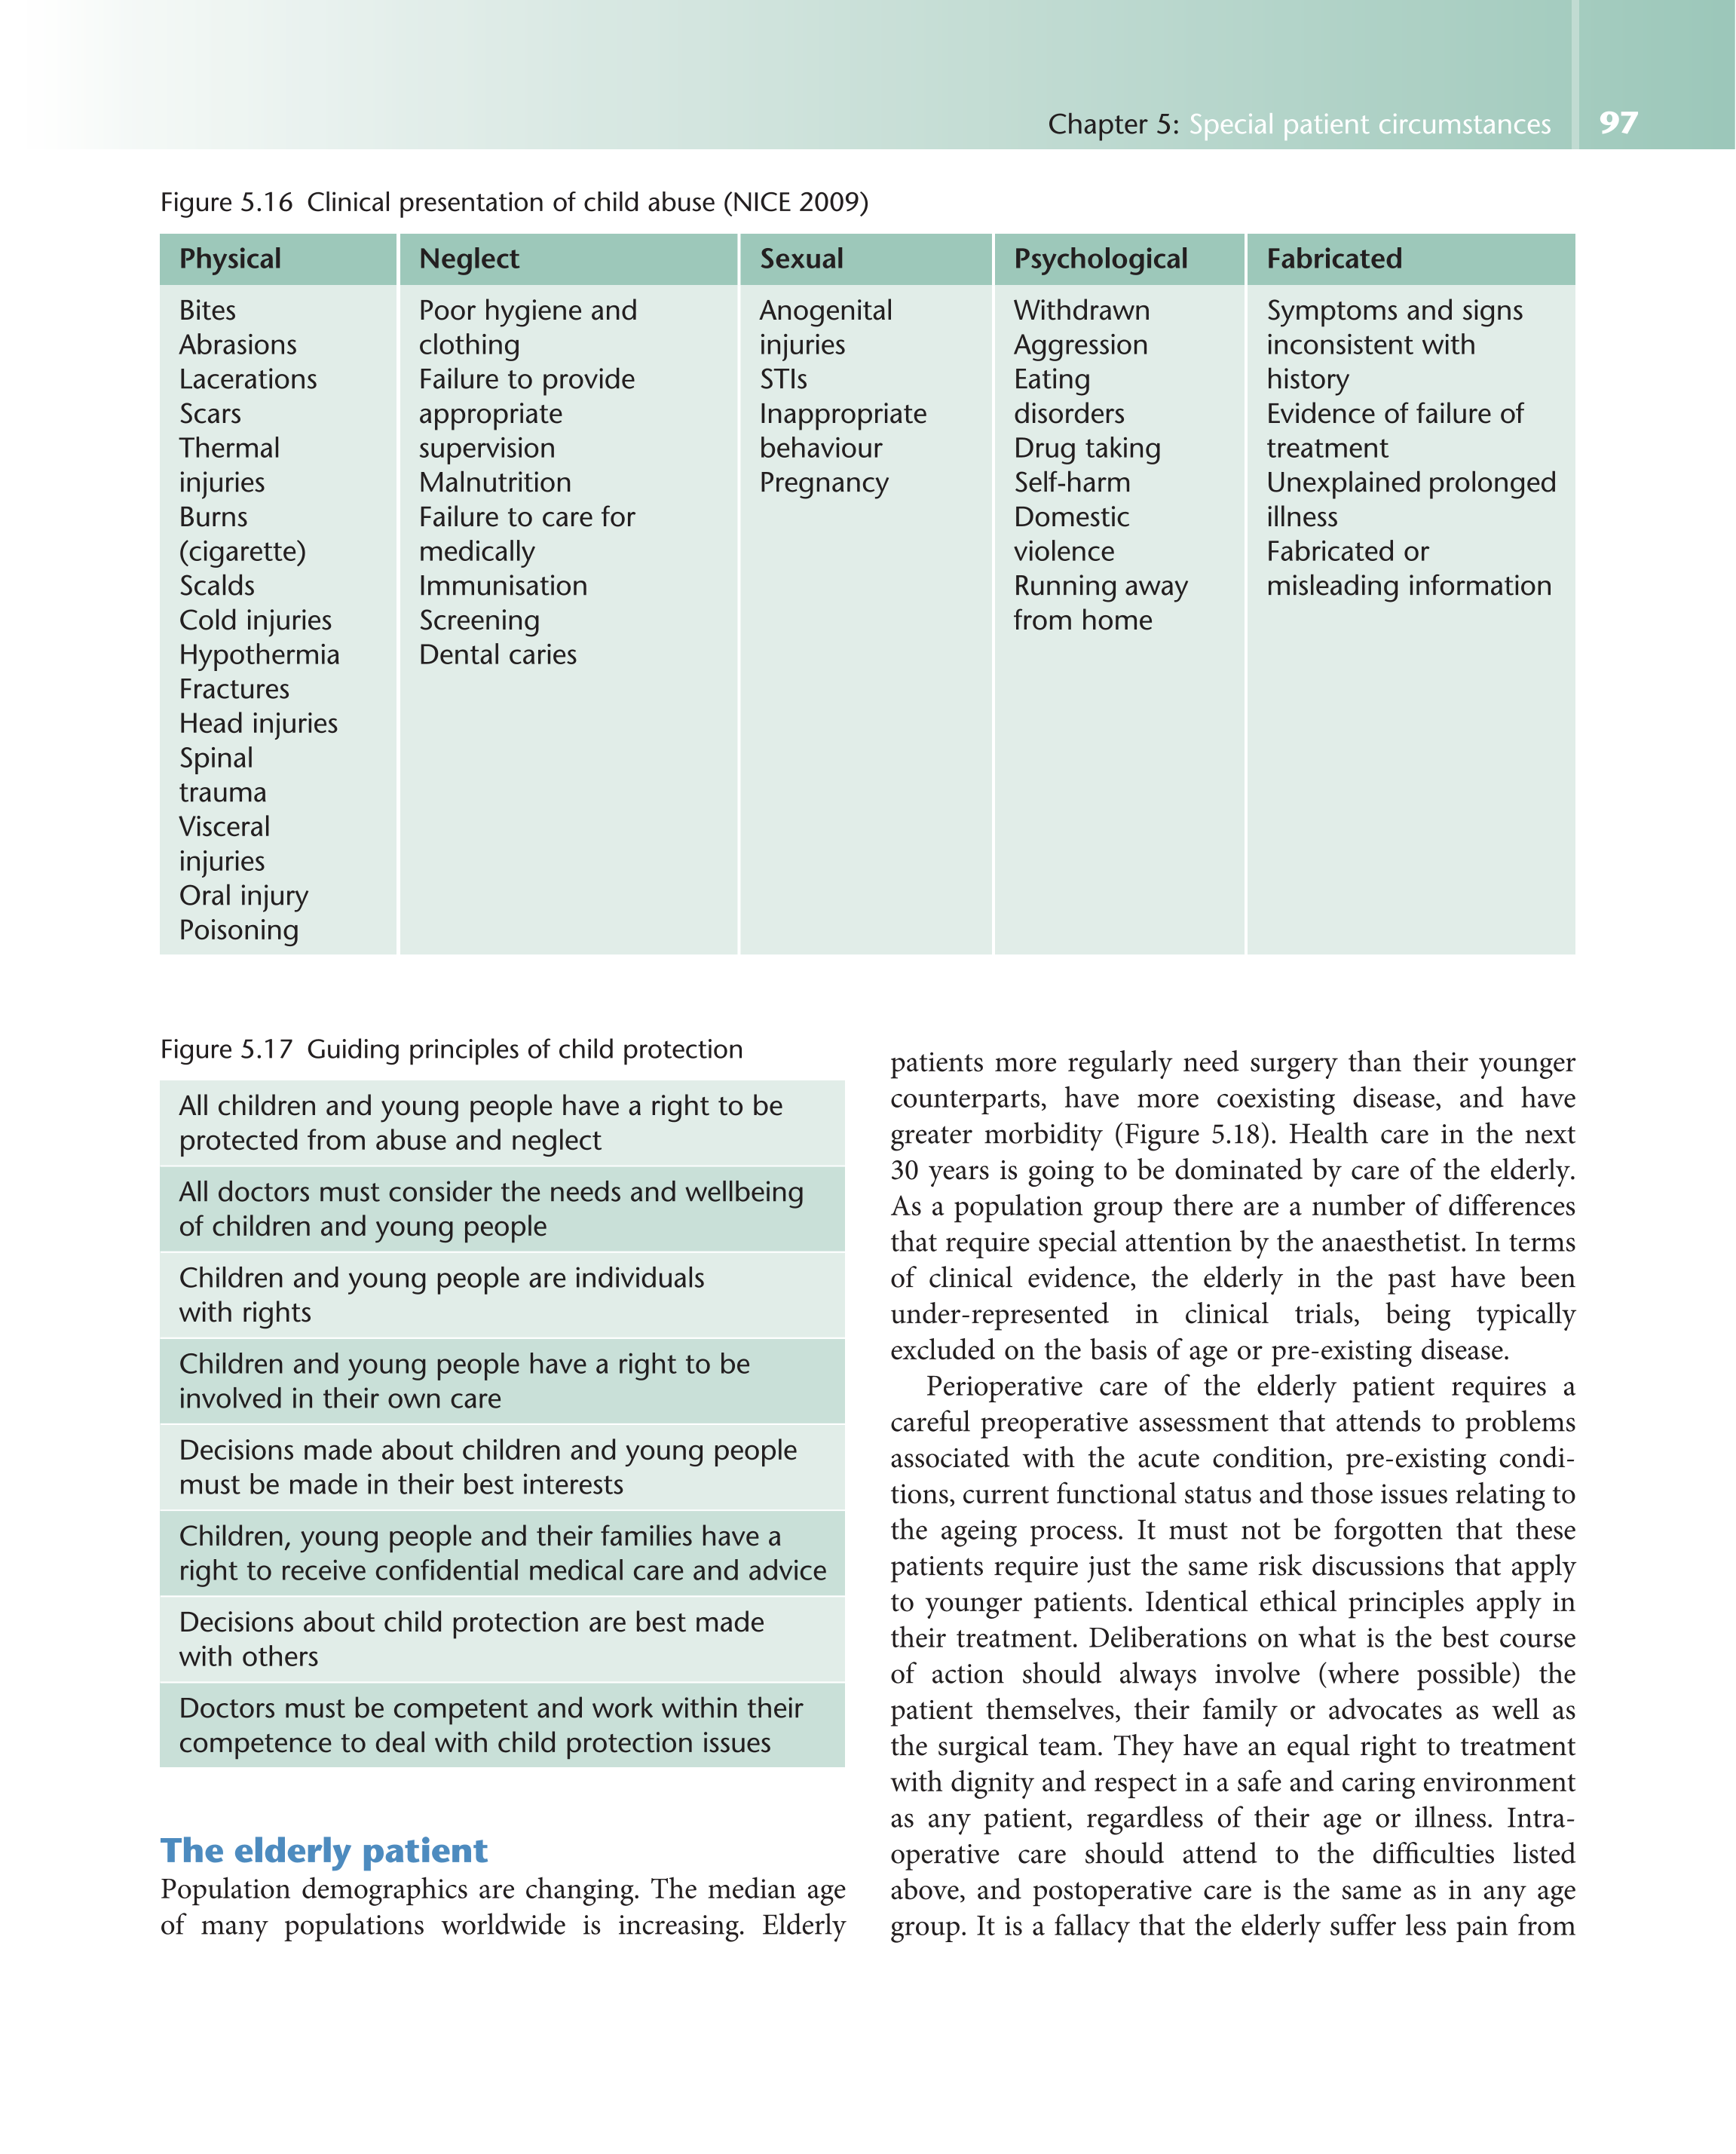 Chapter 5: Special patient circumstances 97
Figure 5.16 Clinical presentation of child abuse (NICE 2009)
Physical
Bites
Abrasions
Lacerations
Scars
Thermal
injuries
Burns
(cigarette)
Scalds
Cold injuries
Hypothermia
Fractures
Head injuries
Spinal
trauma
Visceral
injuries
Oral injury
Poisoning
Neglect
Poor hygiene and
clothing
Failure to provide
appropriate
supervision
Malnutrition
Failure to care for
medically
Immunisation
Screening
Dental caries
Sexual
Anogenital
injuries
STIs
Inappropriate
behaviour
Pregnancy
Psychological
Withdrawn
Aggression
Eating
disorders
Drug taking
Self-harm
Domestic
violence
Running away
from home
Fabricated
Symptoms and signs
inconsistent with
history
Evidence of failure of
treatment
Unexplained prolonged
illness
Fabricated or
misleading information
Figure 5.17 Guiding principles of child protection
All children and young people have a right to be
protected from abuse and neglect
All doctors must consider the needs and wellbeing
of children and young people
Children and young people are individuals
with rights
Children and young people have a right to be
involved in their own care
Decisions made about children and young people
must be made in their best interests
Children, young people and their families have a
right to receive confidential medical care and advice
Decisions about child protection are best made
with others
Doctors must be competent and work within their
competence to deal with child protection issues
The elderly patient
Population demographics are changing. The median age
of many populations worldwide is increasing. Elderly
patients more regularly need surgery than their younger
counterparts, have more coexisting disease, and have
greater morbidity (Figure 5.18). Health care in the next
30 years is going to be dominated by care of the elderly.
As a population group there are a number of differences
that require special attention by the anaesthetist. In terms
of clinical evidence, the elderly in the past have been
under-represented in clinical trials, being typically
excluded on the basis of age or pre-existing disease.
Perioperative care of the elderly patient requires a
careful preoperative assessment that attends to problems
associated with the acute condition, pre-existing condi-
tions, current functional status and those issues relating to
the ageing process. It must not be forgotten that these
patients require just the same risk discussions that apply
to younger patients. Identical ethical principles apply in
their treatment. Deliberations on what is the best course
of action should always involve (where possible) the
patient themselves, their family or advocates as well as
the surgical team. They have an equal right to treatment
with dignity and respect in a safe and caring environment
as any patient, regardless of their age or illness. Intra-
operative care should attend to the difficulties listed
above, and postoperative care is the same as in any age
group. It is a fallacy that the elderly suffer less pain from